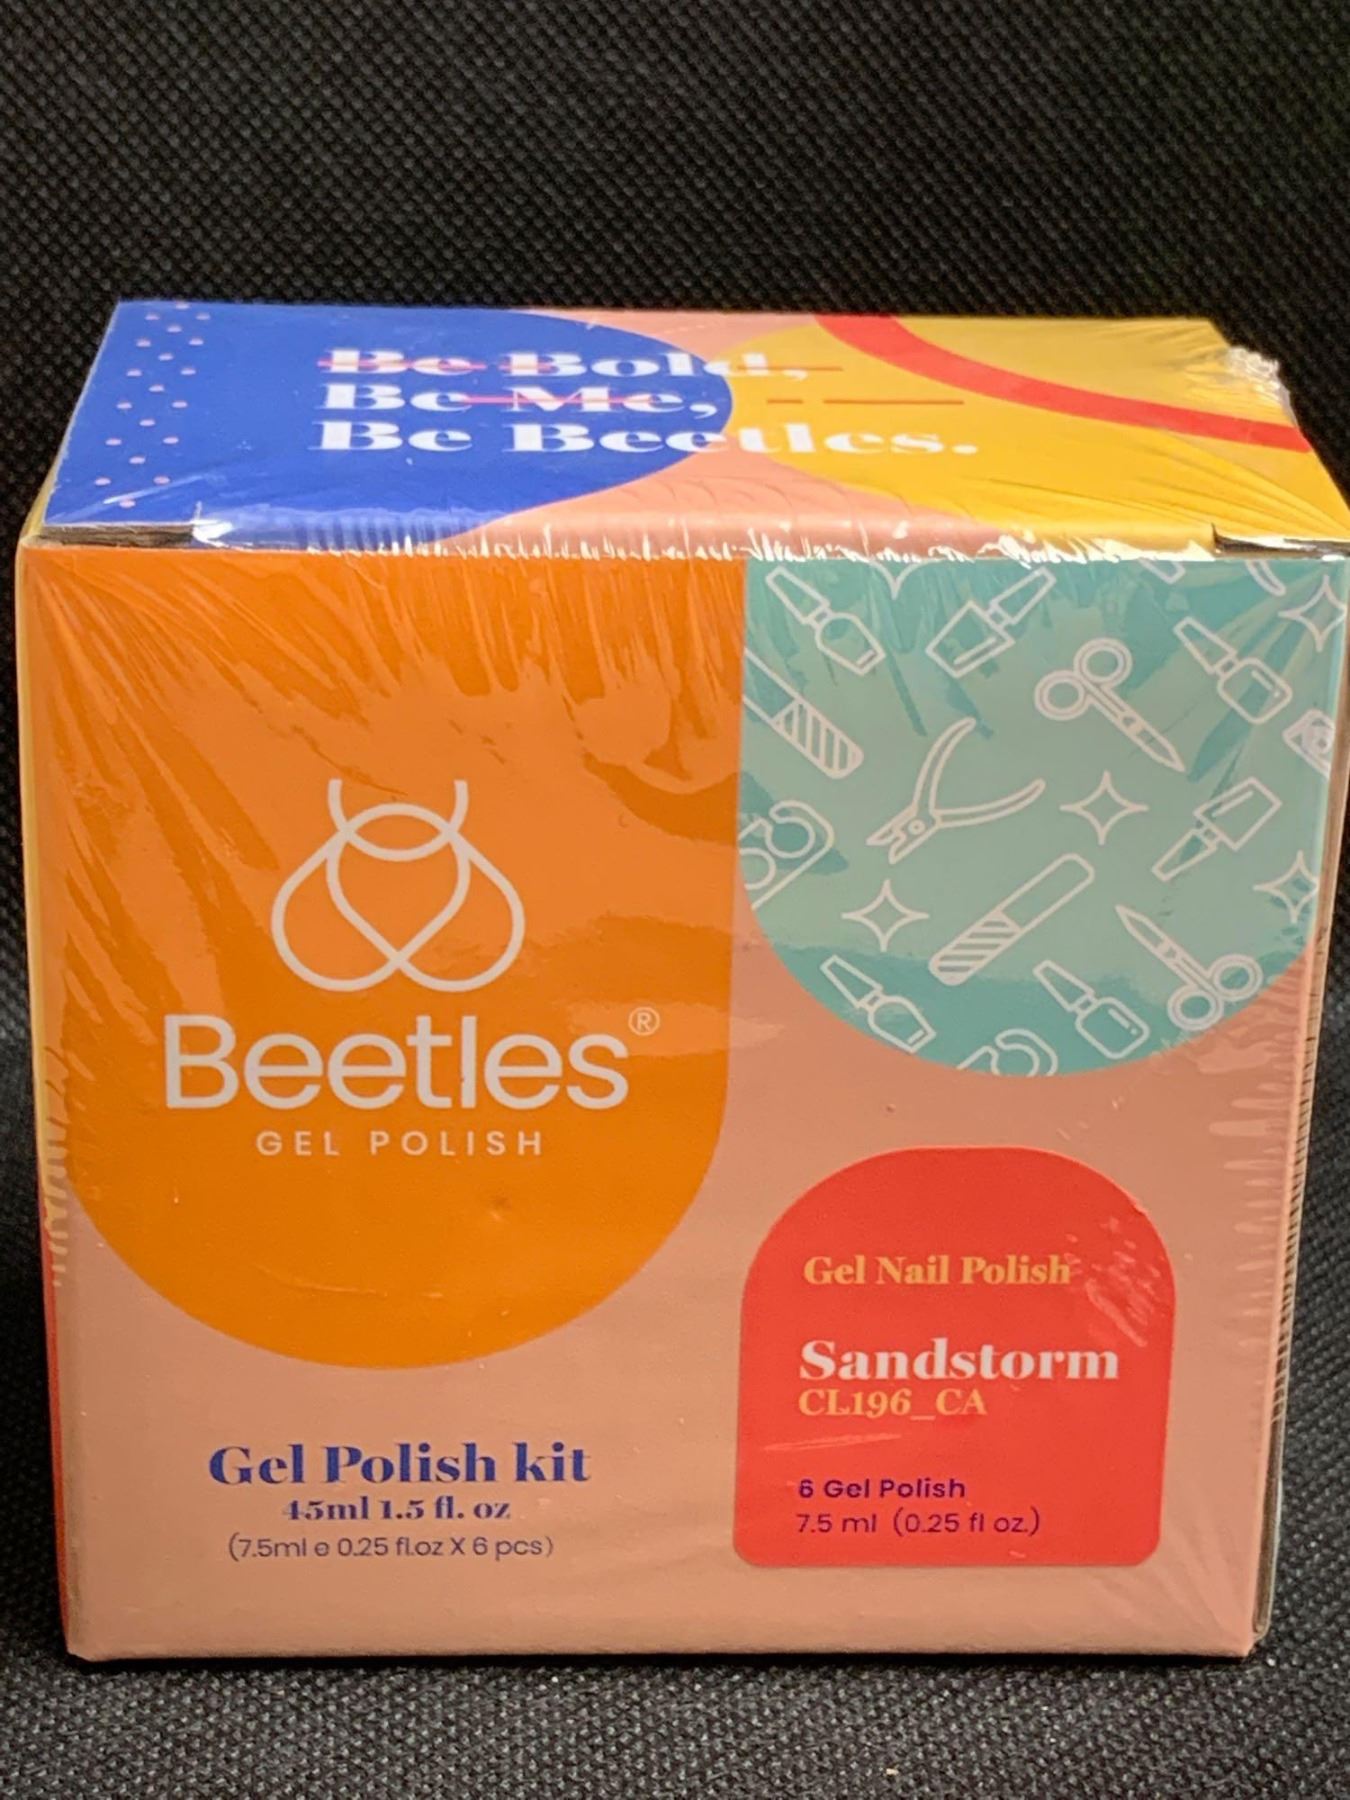 Be Bold,
Be Me,
Be Beetles.
Beetles®
GEL POLISH
Gel Polish kit
45ml 1.5 fl. oz
(7.5ml e 0.25 fl.oz X 6 pcs)
Gel Nail Polish
Sandstorm
CL196_CA
6 Gel Polish
7.5 ml (0.25 fl oz.)